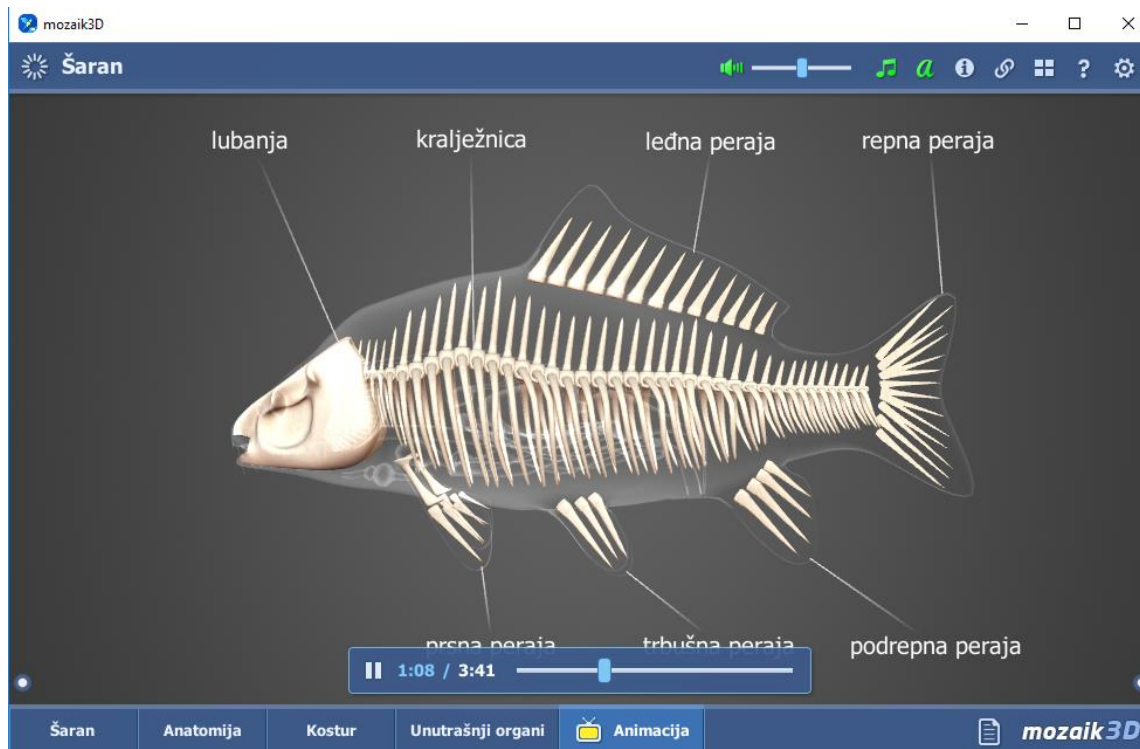 mozaik3D
Šaran
lubanja
kralježnica
leđna peraja
repna peraja
prsna peraja
trbušna peraja
podrepna peraja
1:08 / 3:41
Šaran
Anatomija
Kostur
Unutrašnji organi
Animacija
mozaik3D